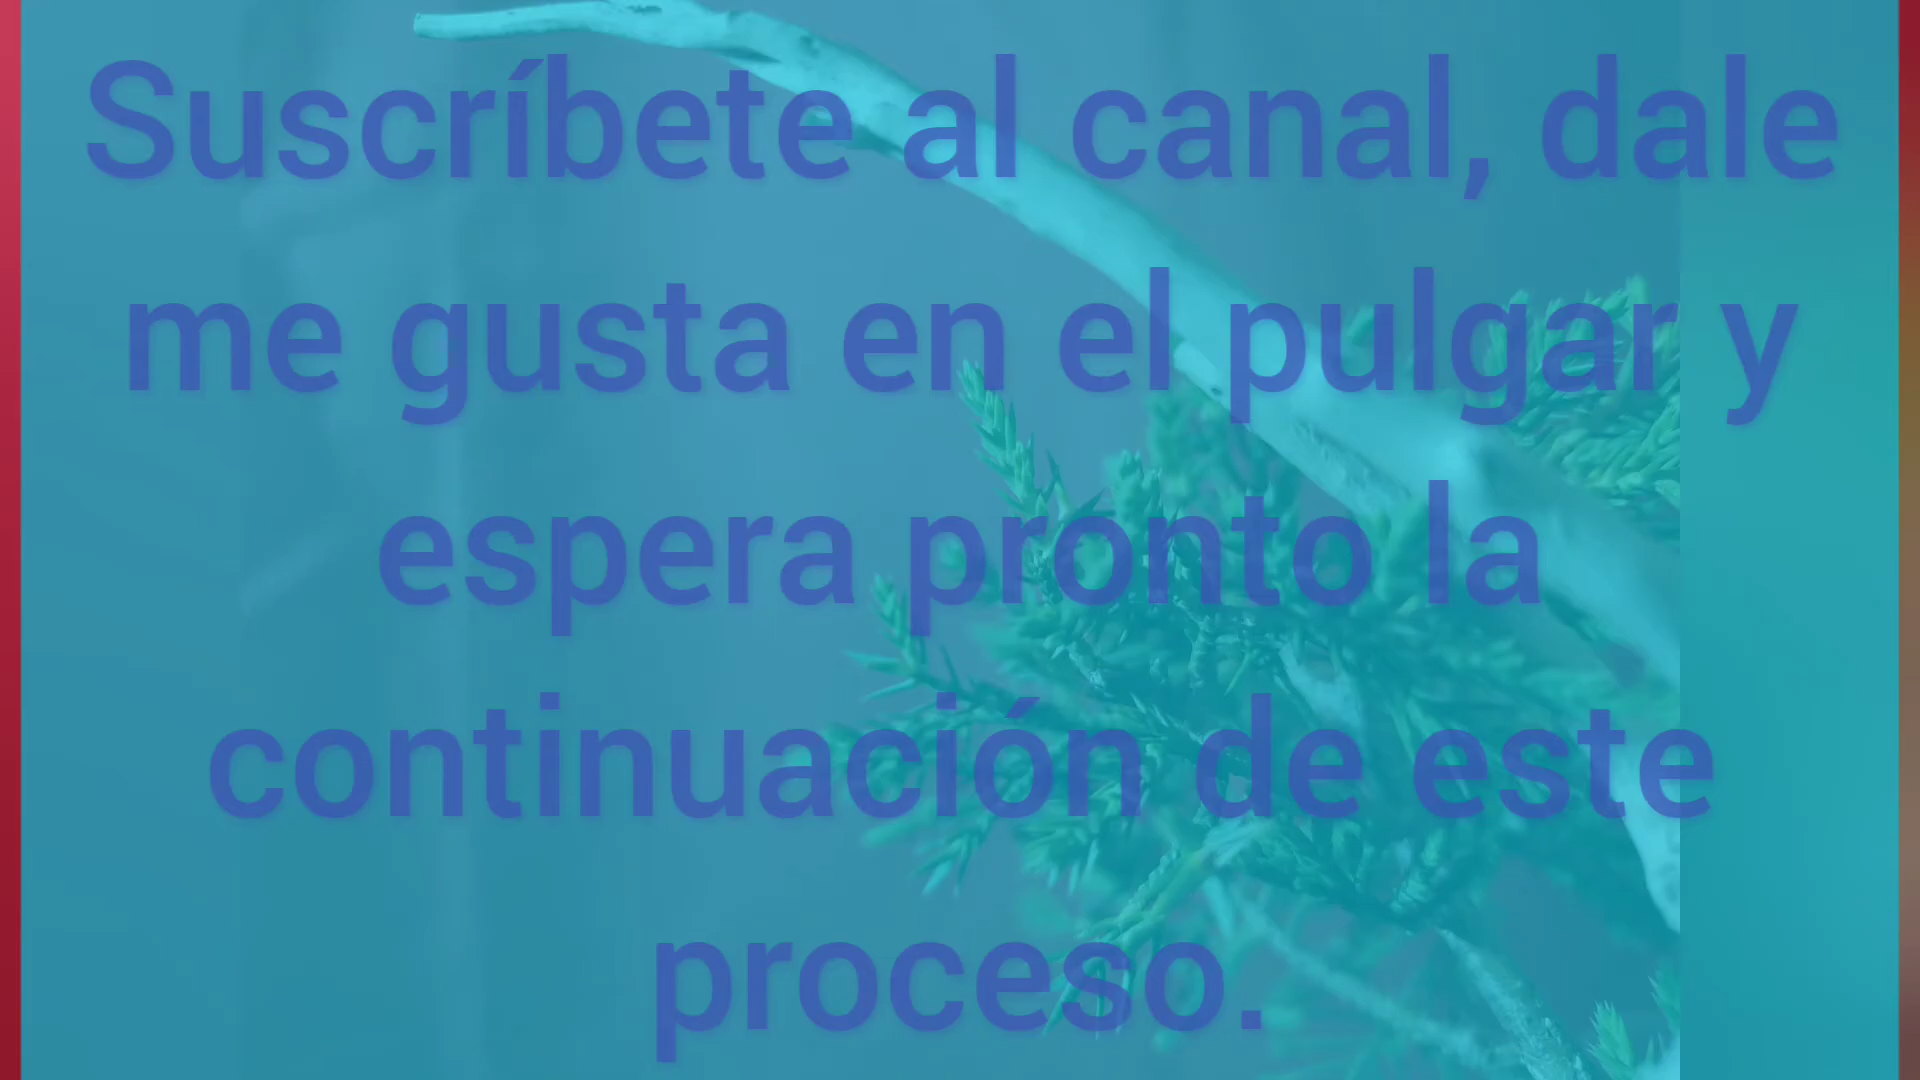 Suscríbete al canal, dale
me gusta en el pulgar y
espera pronto la
continuación de este
proceso.